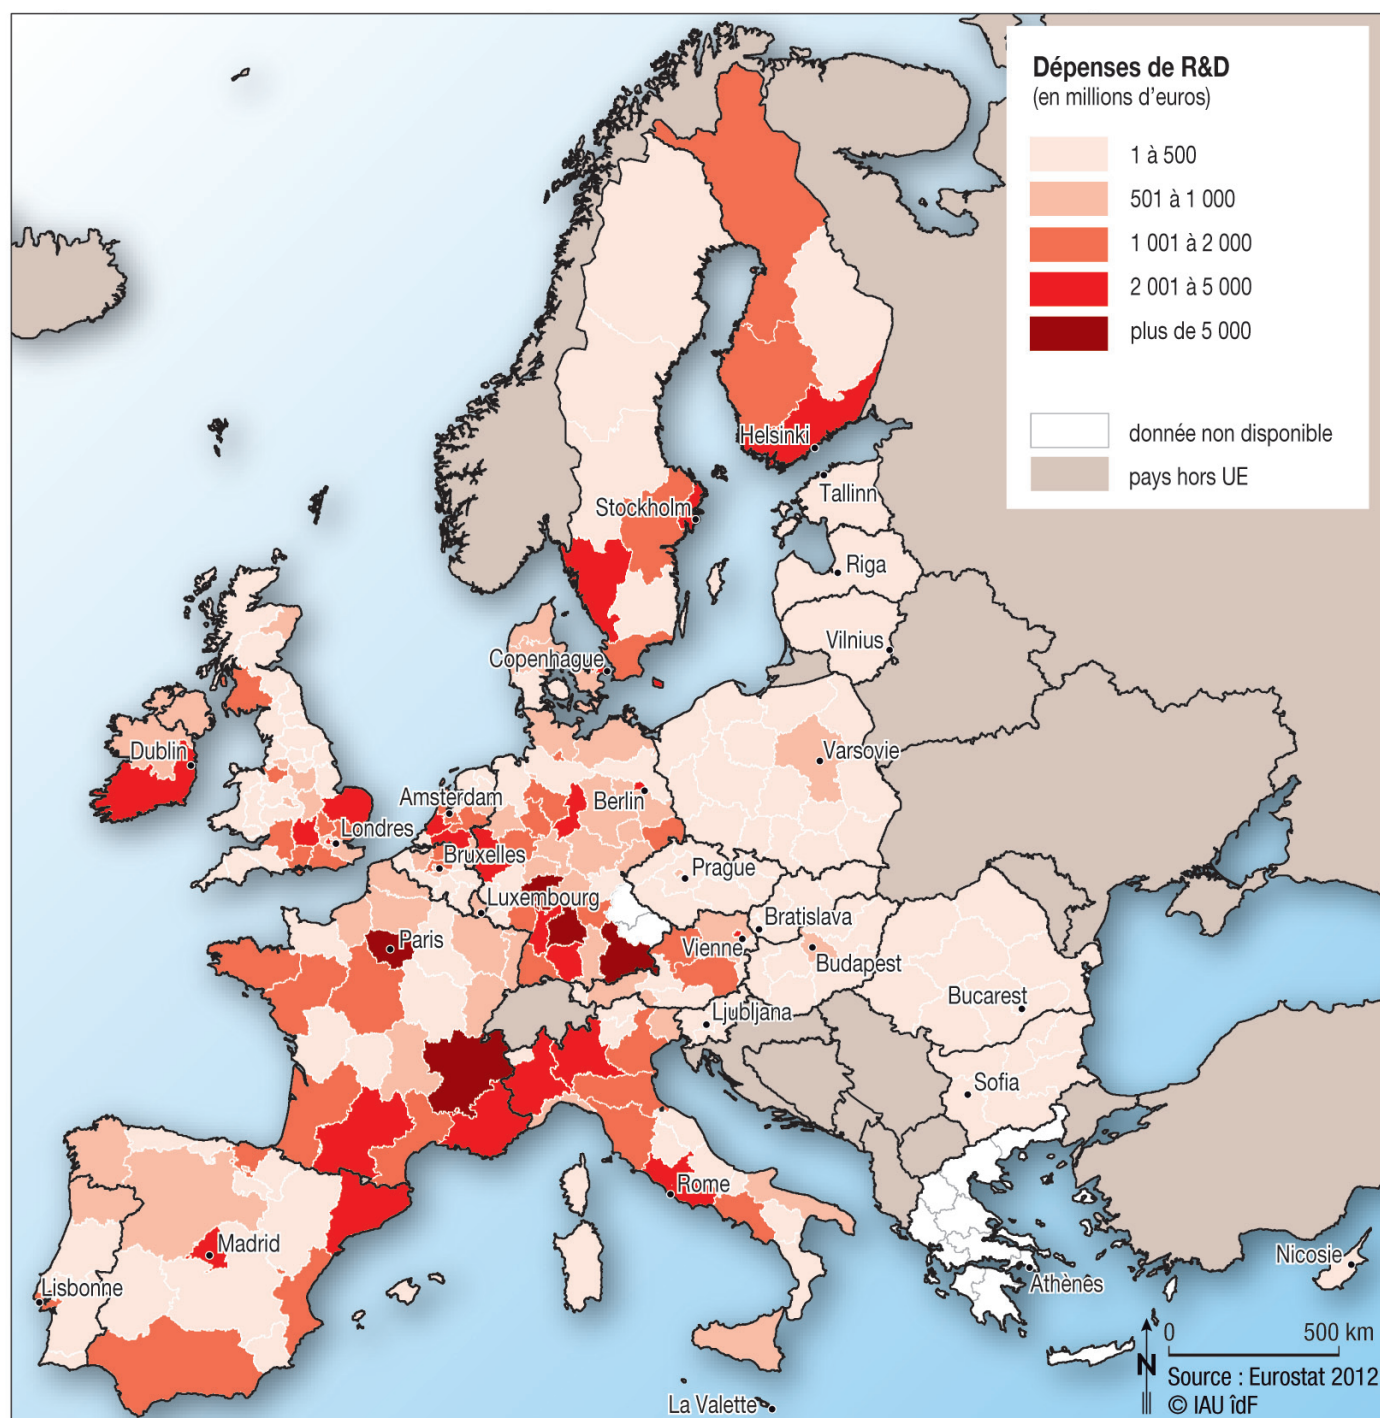 Dépenses de R&D
(en millions d'euros)
1 à 500
501 à 1 000
1 001 à 2 000
2 001 à 5 000
plus de 5 000
donnée non disponible
pays hors UE
Helsinki
Tallinn
Stockholm
Riga
Vilnius
Copenhague
Dublin
Varsovie
Amsterdam
Berlin
Londres
Bruxelles
Prague
Luxembourg
Bratislava
Paris
Vienne
Budapest
Bucarest
Ljubljana
Sofia
Rome
Madrid
Lisbonne
Nicosie
Athènes
La Valette
0 500 km
N
Source : Eurostat 2012
© IAU îdF